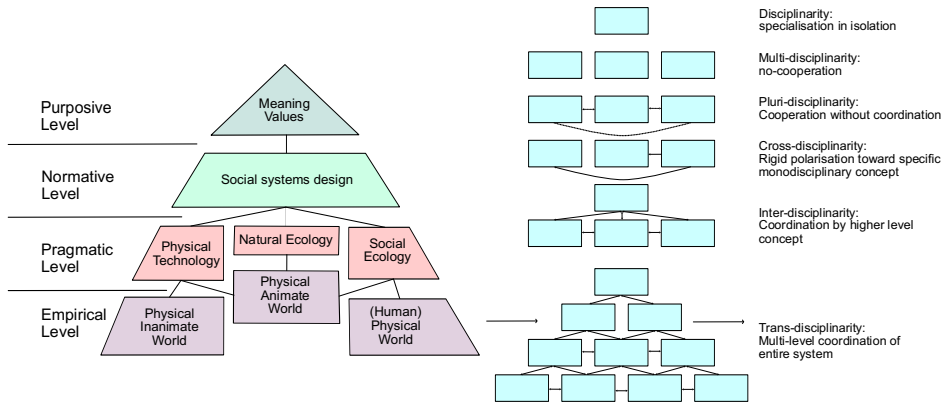 Purposive
Level
Normative
Level
Pragmatic
Level
Empirical
Level
Meaning
Values
Social systems design
Physical
Technology
Natural Ecology
Social
Ecology
Physical
Inanimate
World
Physical
Animate
World
(Human)
Physical
World
Disciplinarity:
specialisation in isolation
Multi-disciplinarity:
no-cooperation
Pluri-disciplinarity:
Cooperation without coordination
Cross-disciplinarity:
Rigid polarisation toward specific
monodisciplinary concept
Inter-disciplinarity:
Coordination by higher level
concept
Trans-disciplinarity:
Multi-level coordination of
entire system